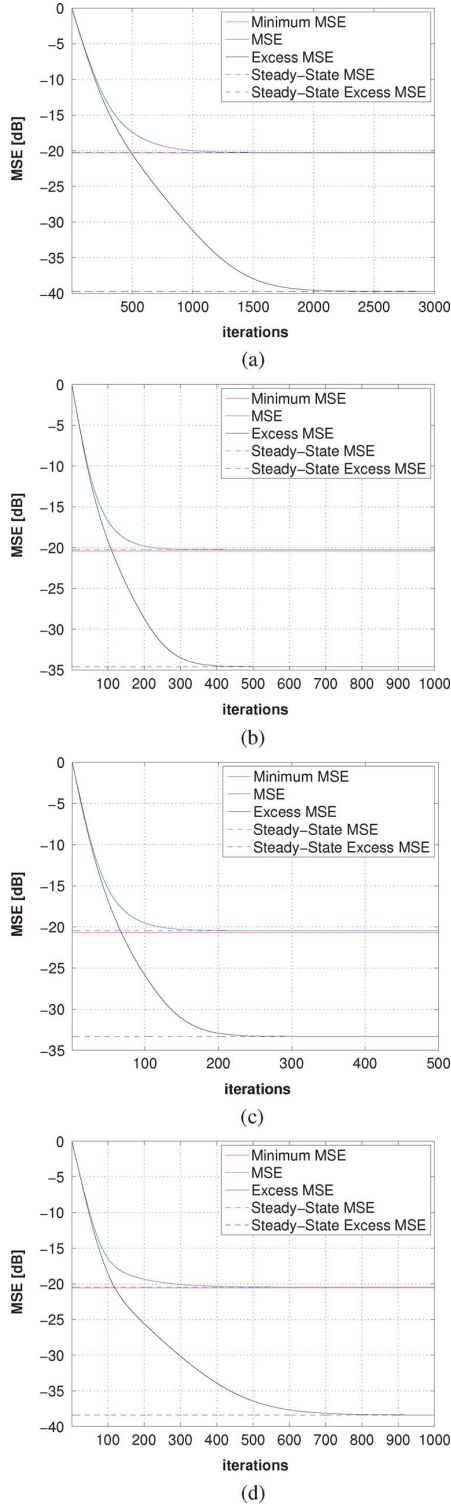 0
−5
−10
−15
−20
−25
−30
−35
−40
MSE [dB]
Minimum MSE
MSE
Excess MSE
Steady−State MSE
Steady−State Excess MSE
500 1000 1500 2000 2500 3000
iterations
(a)
0
−5
−10
−15
−20
−25
−30
−35
MSE [dB]
Minimum MSE
MSE
Excess MSE
Steady−State MSE
Steady−State Excess MSE
100 200 300 400 500 600 700 800 900 1000
iterations
(b)
0
−5
−10
−15
−20
−25
−30
−35
MSE [dB]
Minimum MSE
MSE
Excess MSE
Steady−State MSE
Steady−State Excess MSE
100 200 300 400 500
iterations
(c)
0
−5
−10
−15
−20
−25
−30
−35
−40
MSE [dB]
Minimum MSE
MSE
Excess MSE
Steady−State MSE
Steady−State Excess MSE
100 200 300 400 500 600 700 800 900 1000
iterations
(d)